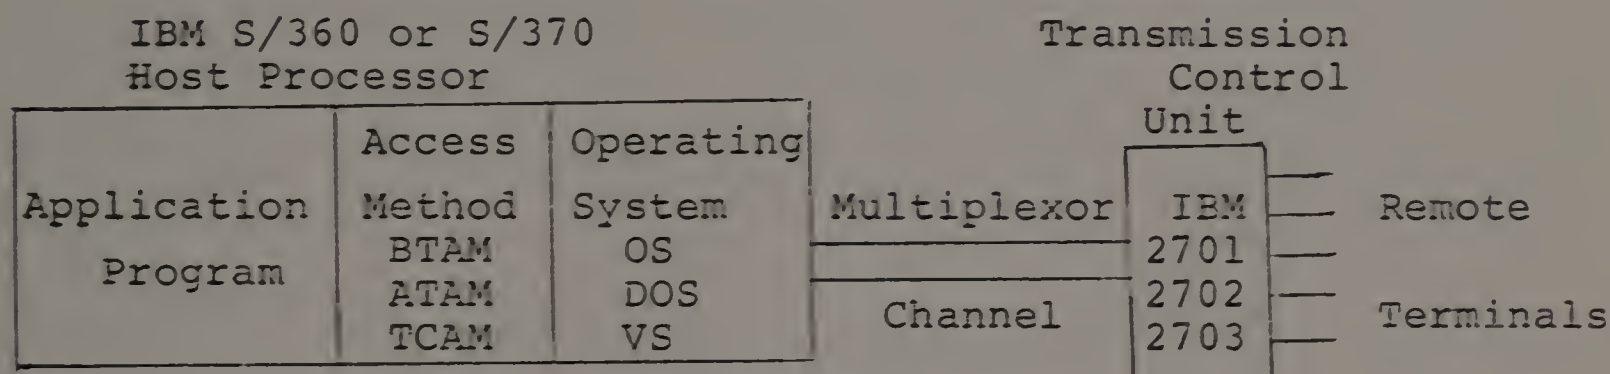 IBM S/360 or S/370
Host Processor
Transmission
Control
Unit
Application
Program
Access
Method
BTAM
ATAM
TCAM
Operating
System
OS
DOS
VS
Multiplexor
Channel
IBM
2701
2702
2703
Remote
Terminals